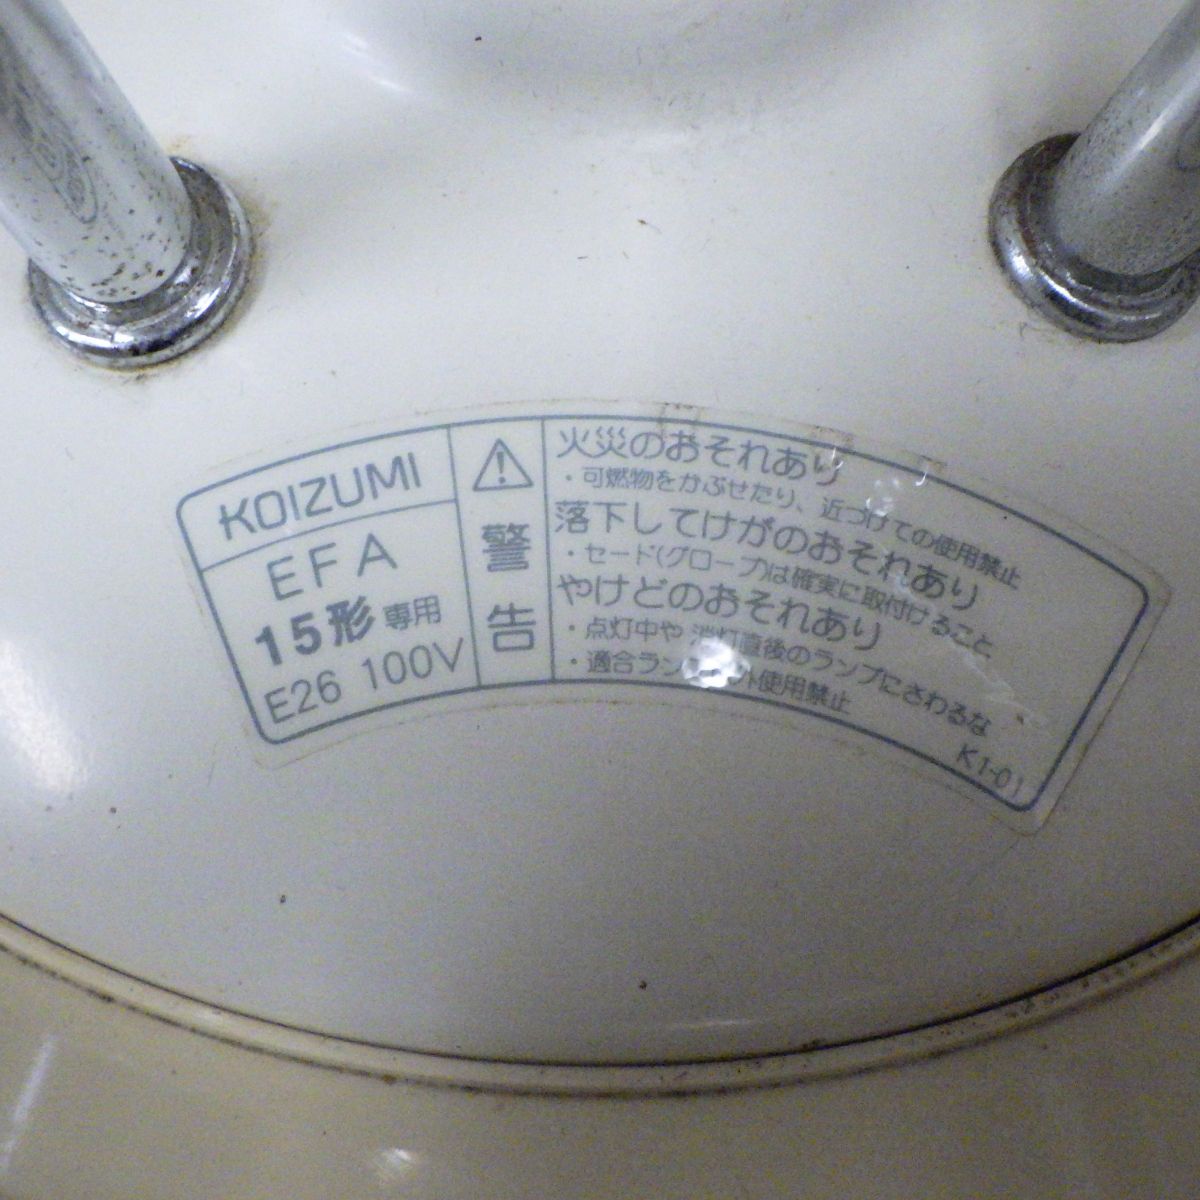 KOIZUMI
EFA
15形 専用
E26 100V
警告
火災のおそれあり
・可燃物をかぶせたり、近づけての使用禁止
落下してけがのおそれあり
・セード(グローブ)は確実に取付けること
やけどのおそれあり
・点灯中や 消灯直後のランプにさわるな
・適合ラン 外使用禁止
K1-01